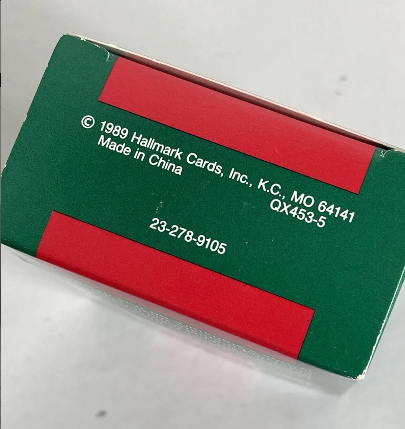 © 1989 Hallmark Cards, Inc., K.C., MO 64141
Made in China
QX453-5
23-278-9105